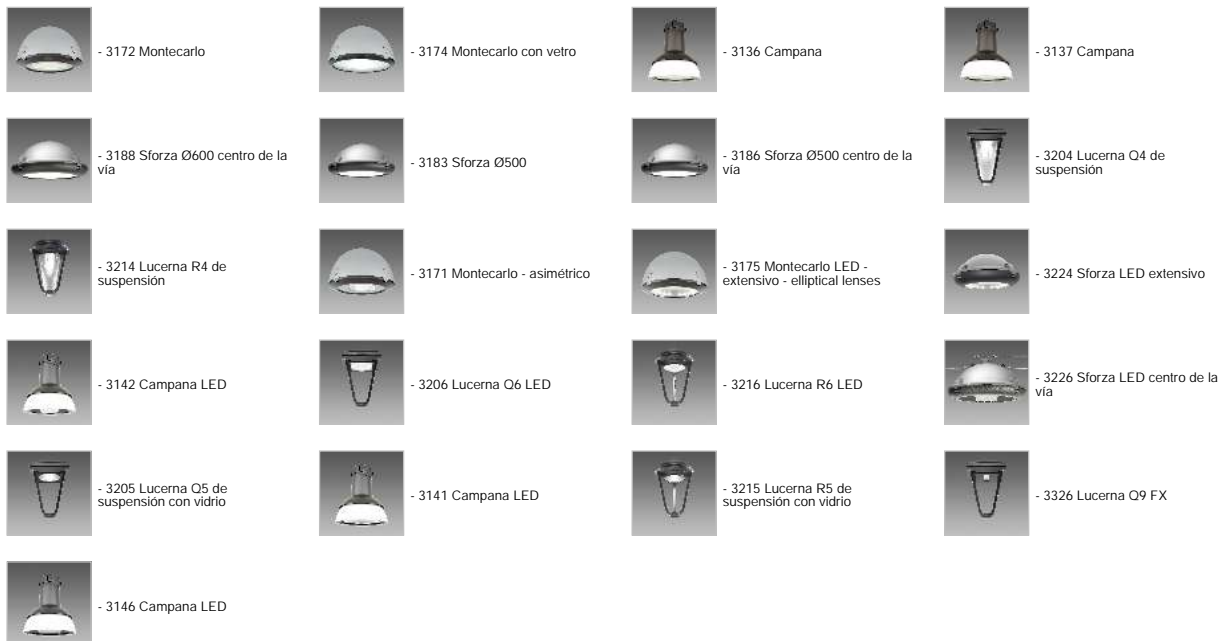 - 3172 Montecarlo
- 3174 Montecarlo con vetro
- 3136 Campana
- 3137 Campana
- 3188 Sforza Ø600 centro de la
vía
- 3183 Sforza Ø500
- 3186 Sforza Ø500 centro de la
vía
- 3204 Lucerna Q4 de
suspensión
- 3214 Lucerna R4 de
suspensión
- 3171 Montecarlo - asimétrico
- 3175 Montecarlo LED -
extensivo - elliptical lenses
- 3224 Sforza LED extensivo
- 3142 Campana LED
- 3206 Lucerna Q6 LED
- 3216 Lucerna R6 LED
- 3226 Sforza LED centro de la
vía
- 3205 Lucerna Q5 de
suspensión con vidrio
- 3141 Campana LED
- 3215 Lucerna R5 de
suspensión con vidrio
- 3326 Lucerna Q9 FX
- 3146 Campana LED